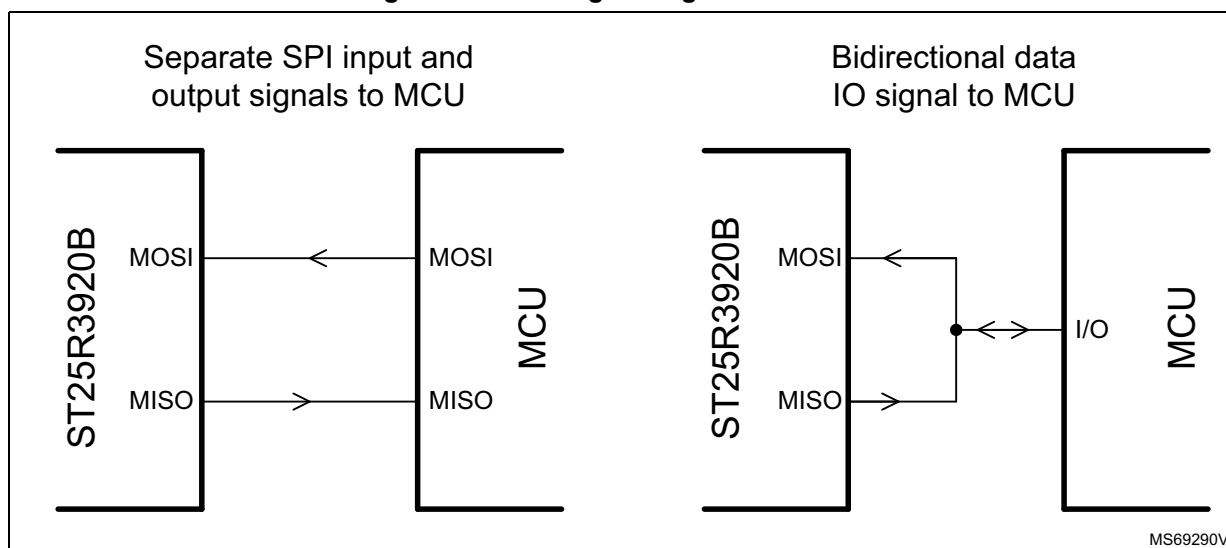 Separate SPI input and
output signals to MCU
ST25R3920B
MOSI
MISO
MOSI
MISO
MCU
Bidirectional data
IO signal to MCU
ST25R3920B
MOSI
MISO
I/O
MCU